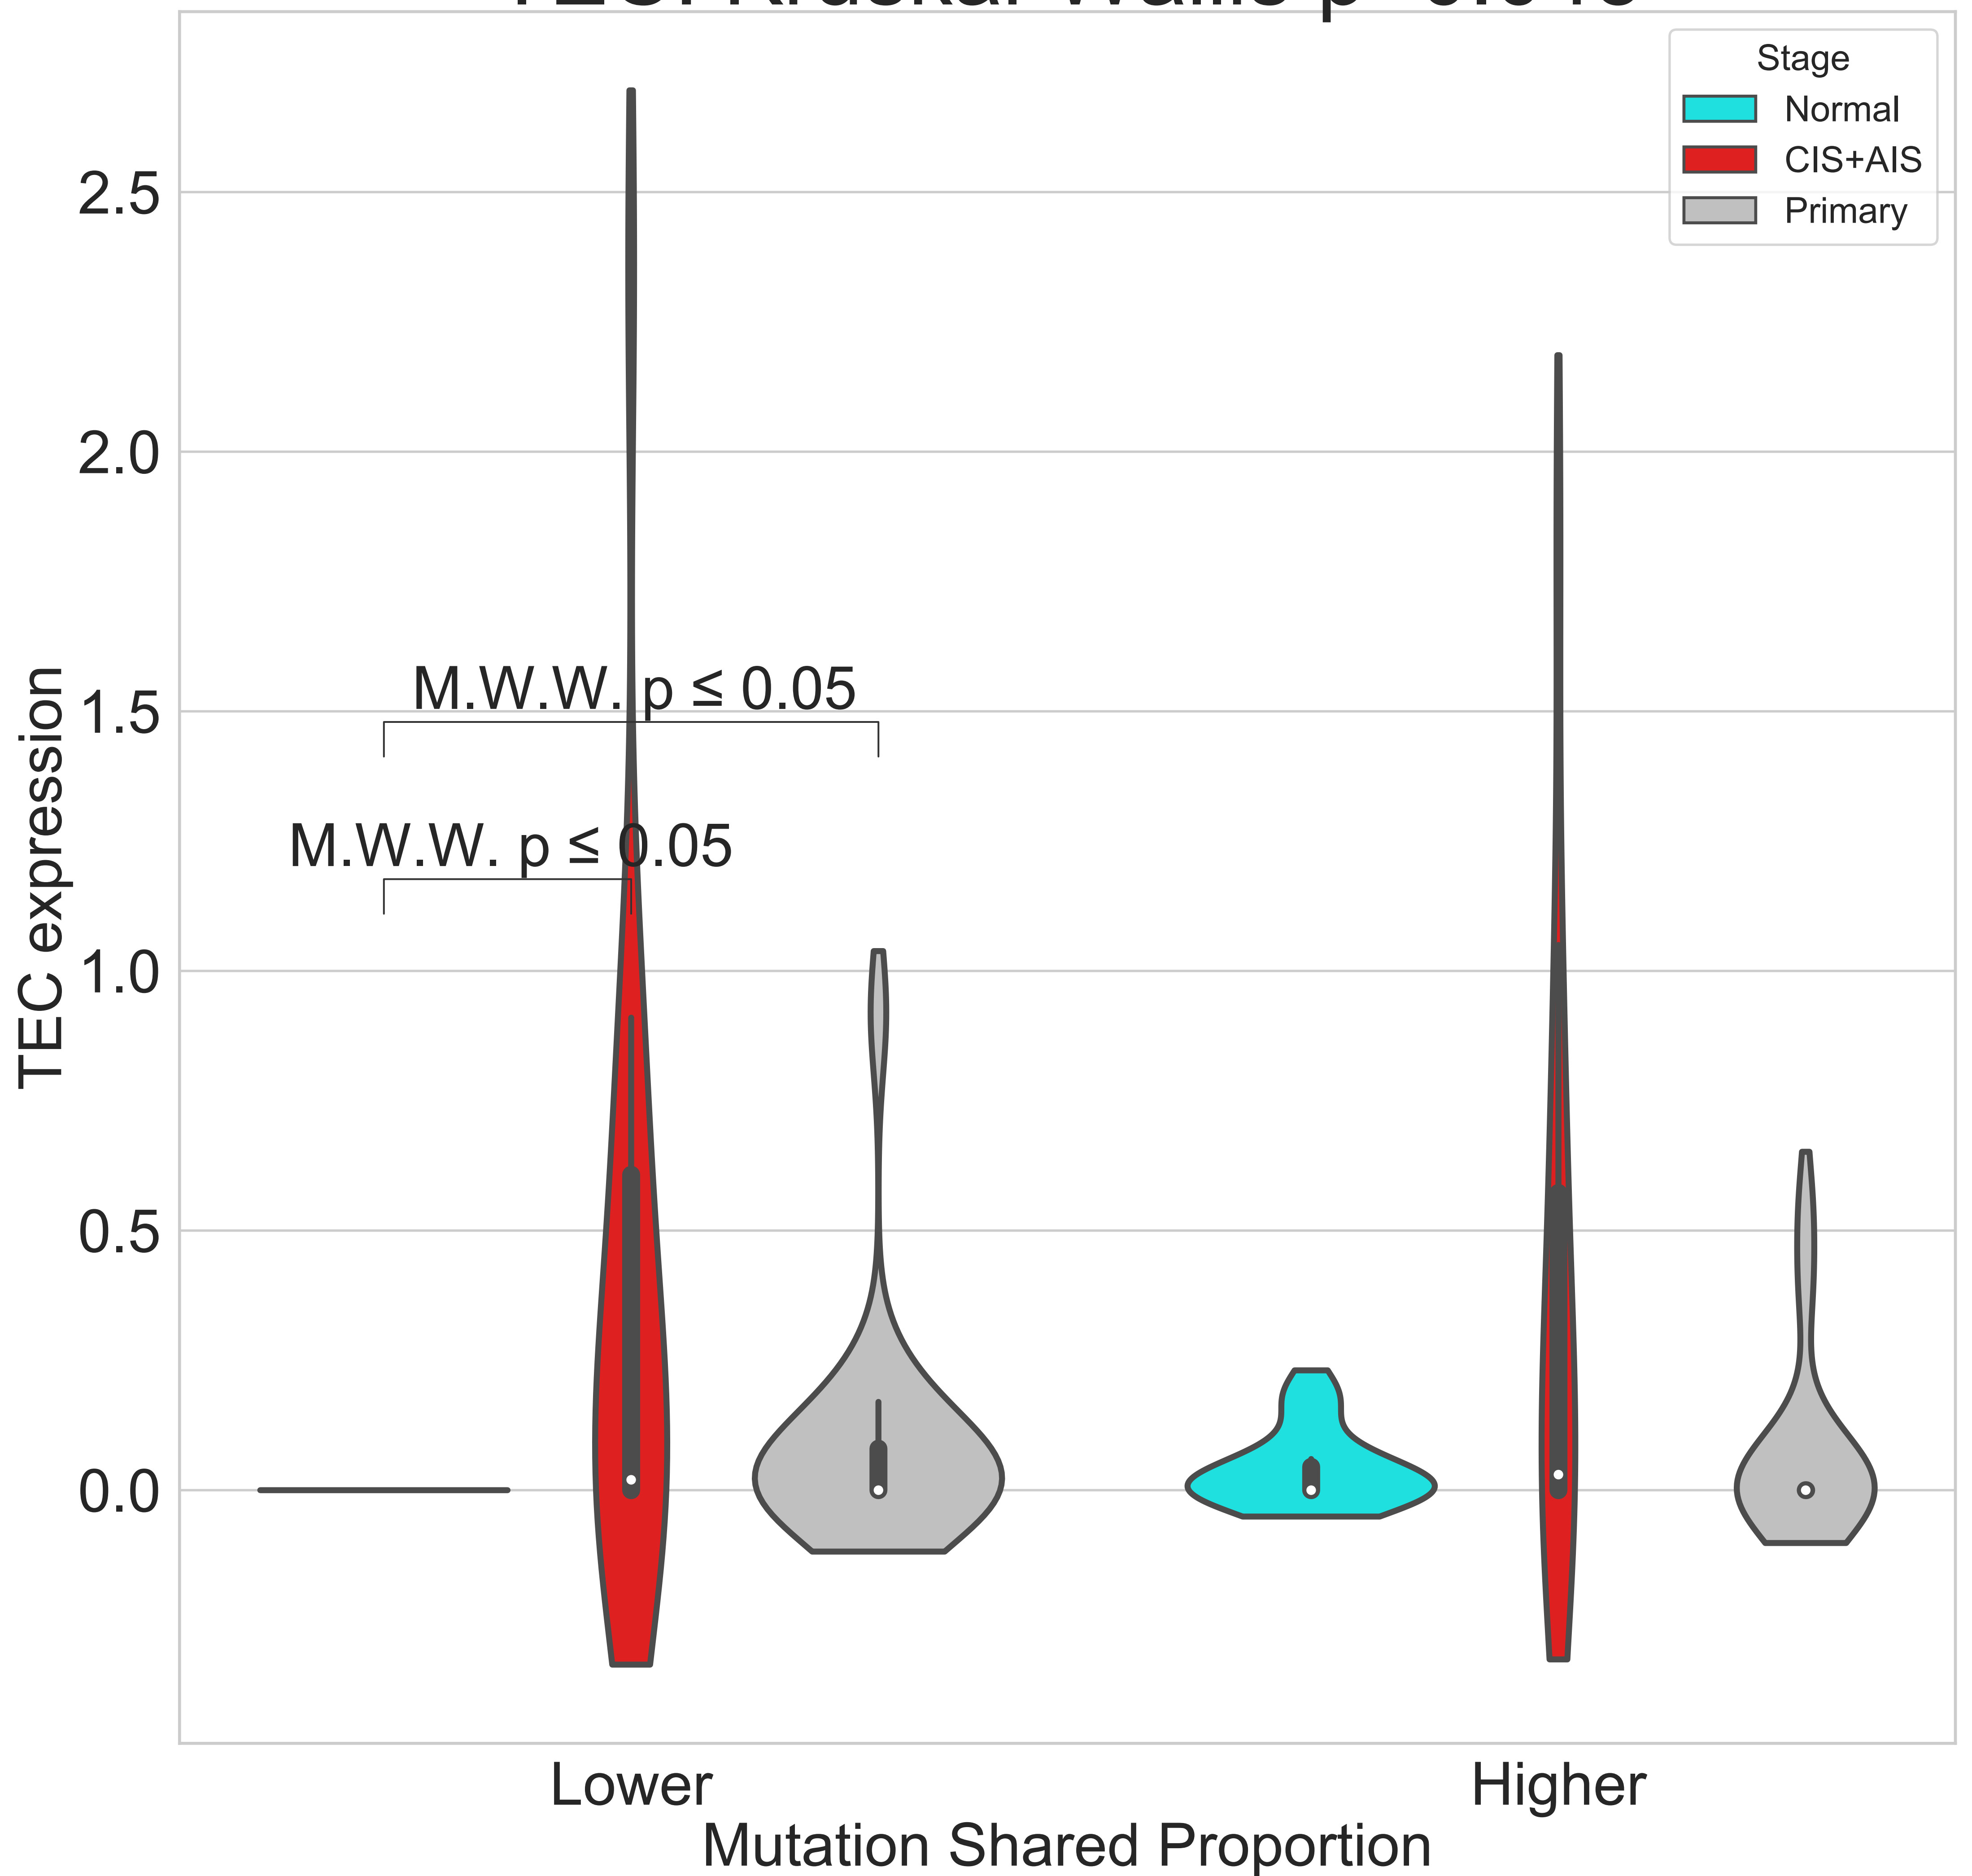 Stage
Normal
CIS+AIS
Primary
2.5
2.0
1.5
1.0
0.5
0.0
TEC expression
M.W.W. p ≤ 0.05
M.W.W. p ≤ 0.05
Lower
Higher
Mutation Shared Proportion